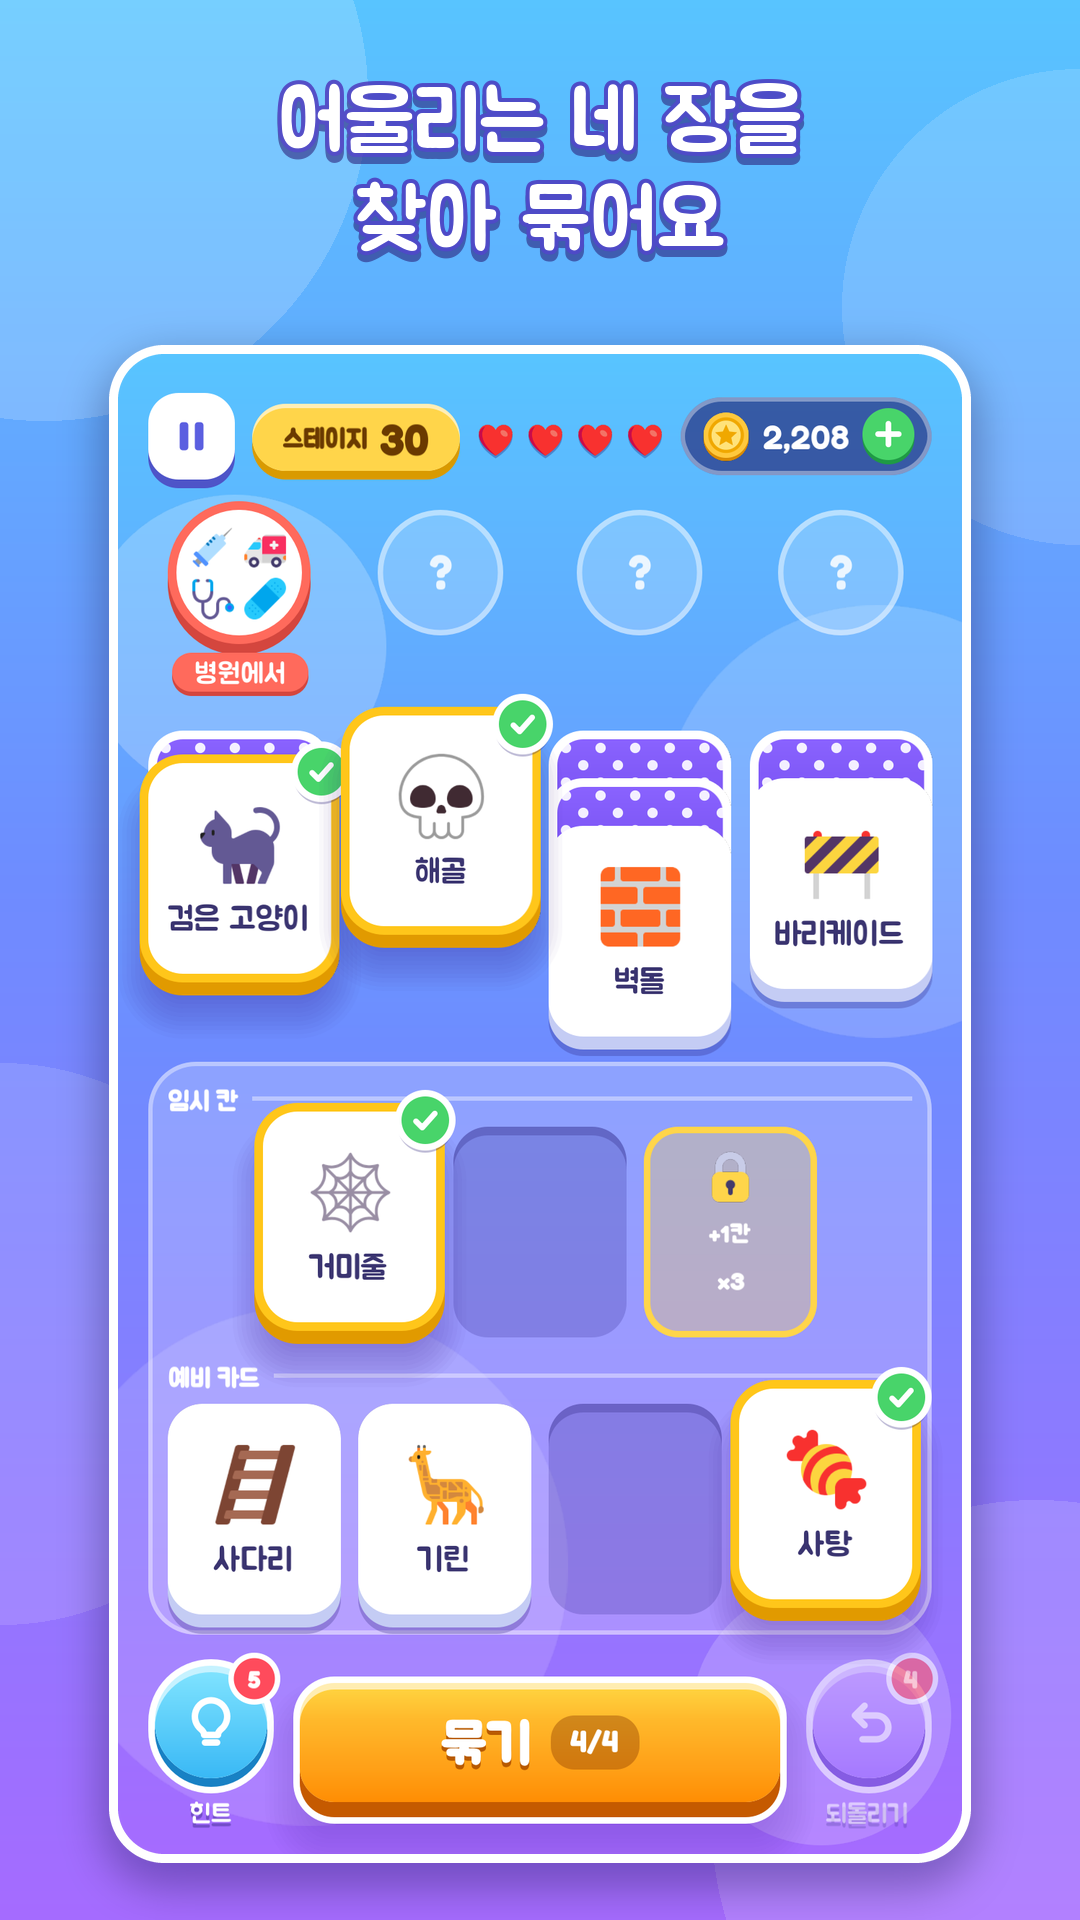 어울리는 네 장을
찾아 묶어요
스테이지 30
2,208
? ? ?
병원에서
검은 고양이
해골
벽돌
바리케이드
임시 칸
거미줄
+1칸
x3
예비 카드
사다리
기린
사탕
5
힌트
묶기 4/4
4
되돌리기